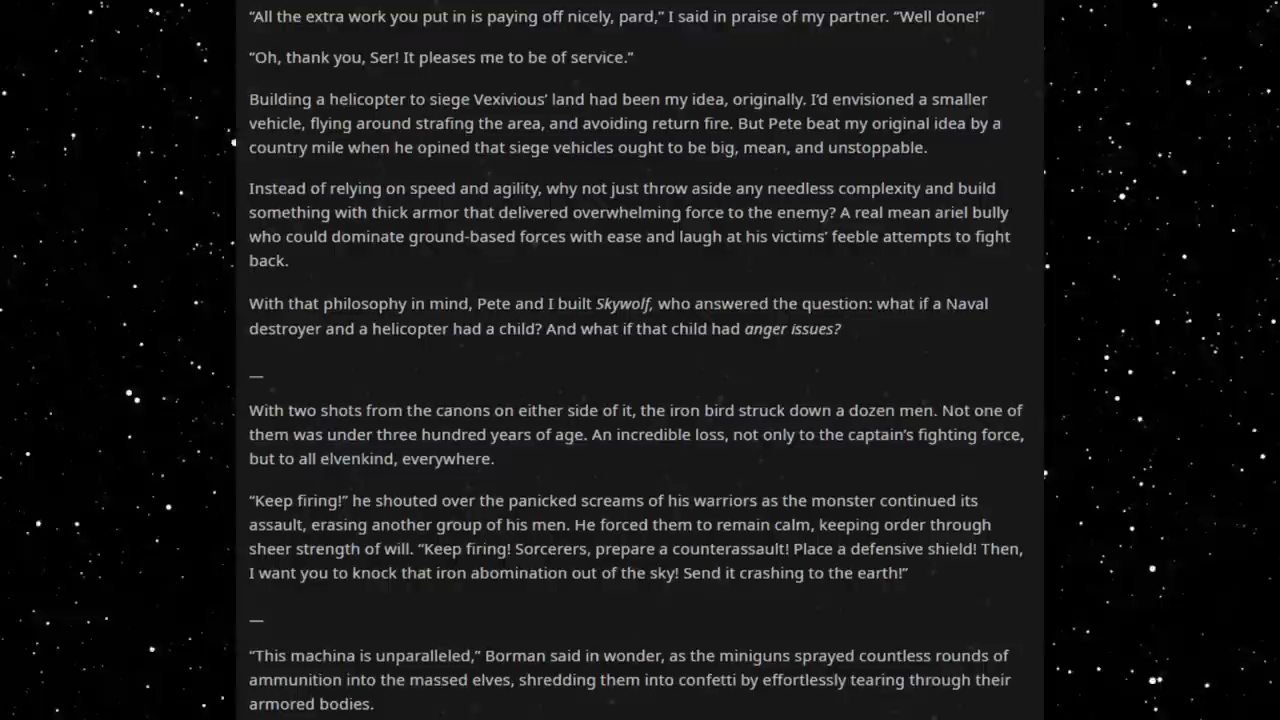 “All the extra work you put in is paying off nicely, pard,” I said in praise of my partner. “Well done!”
“Oh, thank you, Ser! It pleases me to be of service.”
Building a helicopter to siege Vexivious’ land had been my idea, originally. I’d envisioned a smaller
vehicle, flying around strafing the area, and avoiding return fire. But Pete beat my original idea by a
country mile when he opined that siege vehicles ought to be big, mean, and unstoppable.
Instead of relying on speed and agility, why not just throw aside any needless complexity and build
something with thick armor that delivered overwhelming force to the enemy? A real mean ariel bully
who could dominate ground-based forces with ease and laugh at his victims’ feeble attempts to fight
back.
With that philosophy in mind, Pete and I built Skywolf, who answered the question: what if a Naval
destroyer and a helicopter had a child? And what if that child had anger issues?
—
With two shots from the canons on either side of it, the iron bird struck down a dozen men. Not one of
them was under three hundred years of age. An incredible loss, not only to the captain’s fighting force,
but to all elvenkind, everywhere.
“Keep firing!” he shouted over the panicked screams of his warriors as the monster continued its
assault, erasing another group of his men. He forced them to remain calm, keeping order through
sheer strength of will. “Keep firing! Sorcerers, prepare a counterassault! Place a defensive shield! Then,
I want you to knock that iron abomination out of the sky! Send it crashing to the earth!”
—
“This machina is unparalleled,” Borman said in wonder, as the miniguns sprayed countless rounds of
ammunition into the massed elves, shredding them into confetti by effortlessly tearing through their
armored bodies.